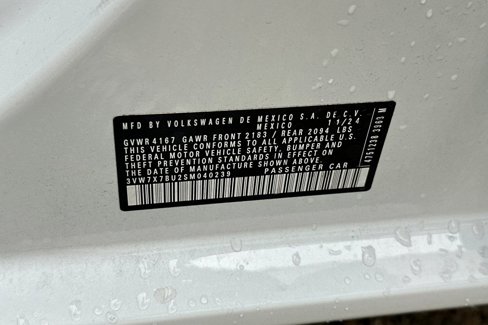 MFD BY VOLKSWAGEN DE MEXICO S.A. DE C.V.
MEXICO 11/24
GVWR 4167 GAWR FRONT 2183 / REAR 2094 LBS
THIS VEHICLE CONFORMS TO ALL APPLICABLE U.S.
FEDERAL MOTOR VEHICLE SAFETY, BUMPER AND
THEFT PREVENTION STANDARDS IN EFFECT ON
THE DATE OF MANUFACTURE SHOWN ABOVE.
3VW7X7BU2SM040239 PASSENGER CAR
4751238 3983 M